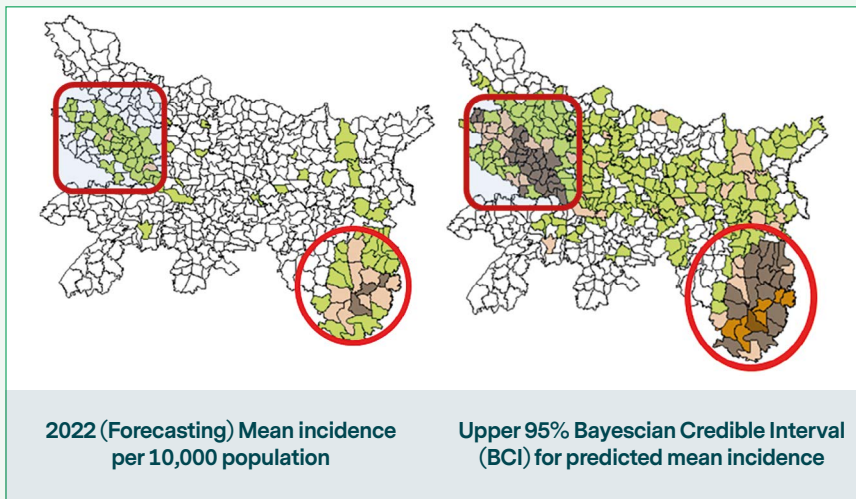 2022 (Forecasting) Mean incidence
per 10,000 population
Upper 95% Bayescian Credible Interval
(BCI) for predicted mean incidence